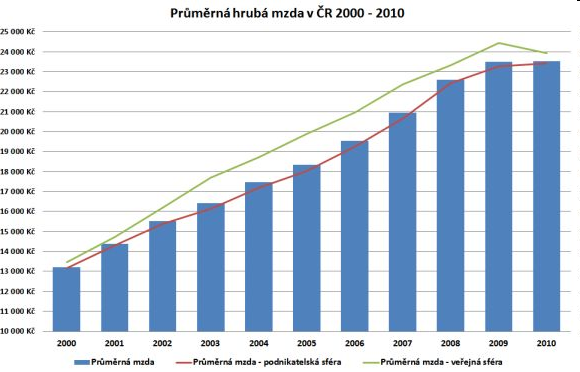 Průměrná hrubá mzda v ČR 2000 - 2010
25 000 Kč
24 000 Kč
23 000 Kč
22 000 Kč
21 000 Kč
20 000 Kč
19 000 Kč
18 000 Kč
17 000 Kč
16 000 Kč
15 000 Kč
14 000 Kč
13 000 Kč
12 000 Kč
11 000 Kč
10 000 Kč
2000 2001 2002 2003 2004 2005 2006 2007 2008 2009 2010
Průměrná mzda Průměrná mzda - podnikatelská sféra Průměrná mzda - veřejná sféra